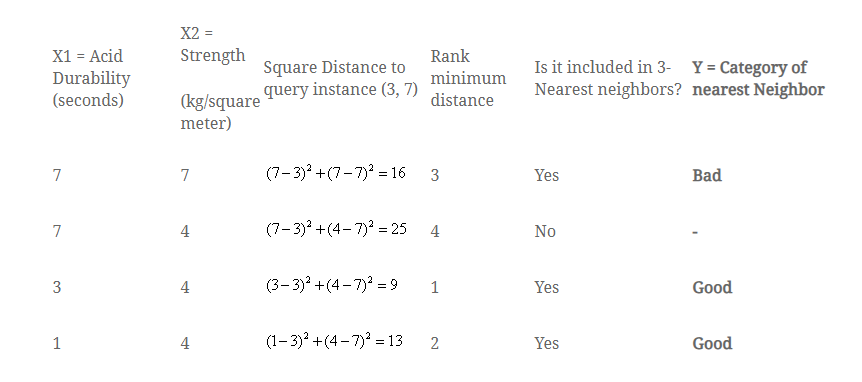 X1 = Acid Durability (seconds) | X2 = Strength (kg/square meter) | Square Distance to query instance (3, 7) | Rank minimum distance | Is it included in 3-Nearest neighbors? | Y = Category of nearest Neighbor
7 | 7 | (7−3)² +(7−7)² = 16 | 3 | Yes | Bad
7 | 4 | (7−3)² +(4−7)² = 25 | 4 | No | -
3 | 4 | (3−3)² +(4−7)² = 9 | 1 | Yes | Good
1 | 4 | (1−3)² +(4−7)² = 13 | 2 | Yes | Good